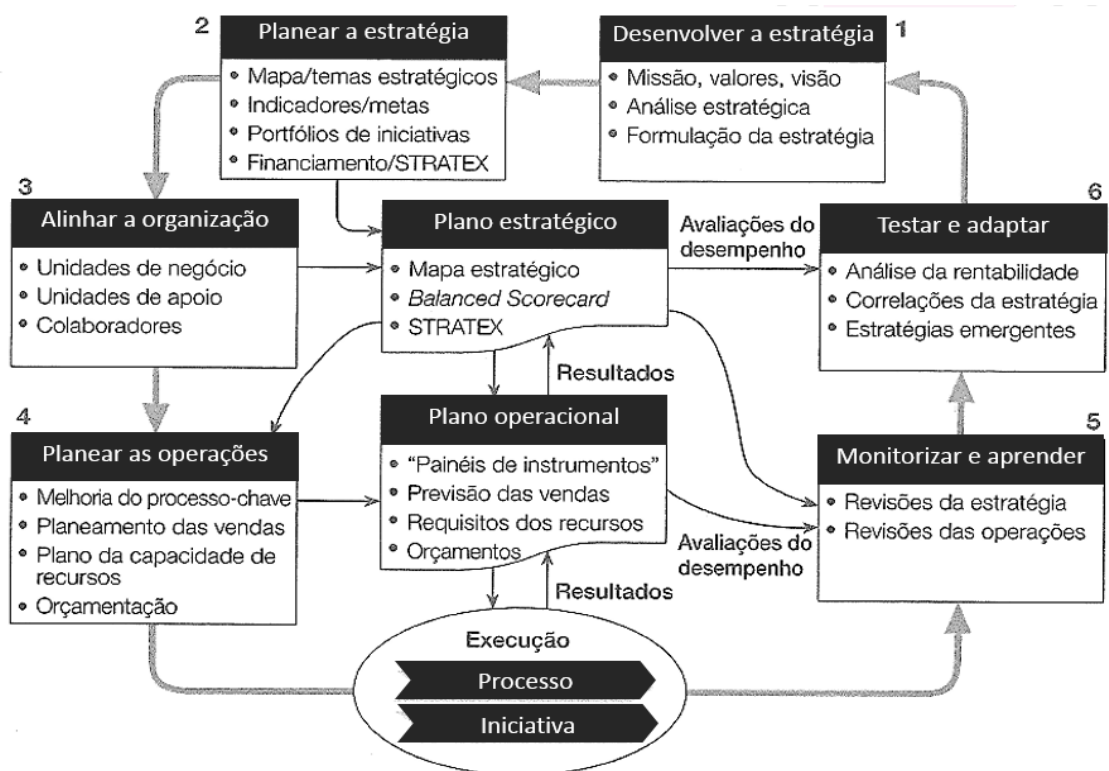 2
Planear a estratégia
• Mapa/temas estratégicos
• Indicadores/metas
• Portfólios de iniciativas
• Financiamento/STRATEX
Desenvolver a estratégia
1
• Missão, valores, visão
• Análise estratégica
• Formulação da estratégia
3
Alinhar a organização
• Unidades de negócio
• Unidades de apoio
• Colaboradores
Plano estratégico
• Mapa estratégico
• Balanced Scorecard
• STRATEX
Avaliações do
desempenho
6
Testar e adaptar
• Análise da rentabilidade
• Correlações da estratégia
• Estratégias emergentes
Resultados
4
Planear as operações
• Melhoria do processo-chave
• Planeamento das vendas
• Plano da capacidade de
recursos
• Orçamentação
Plano operacional
• “Painéis de instrumentos”
• Previsão das vendas
• Requisitos dos recursos
• Orçamentos
Avaliações do
desempenho
5
Monitorizar e aprender
• Revisões da estratégia
• Revisões das operações
Resultados
Execução
Processo
Iniciativa